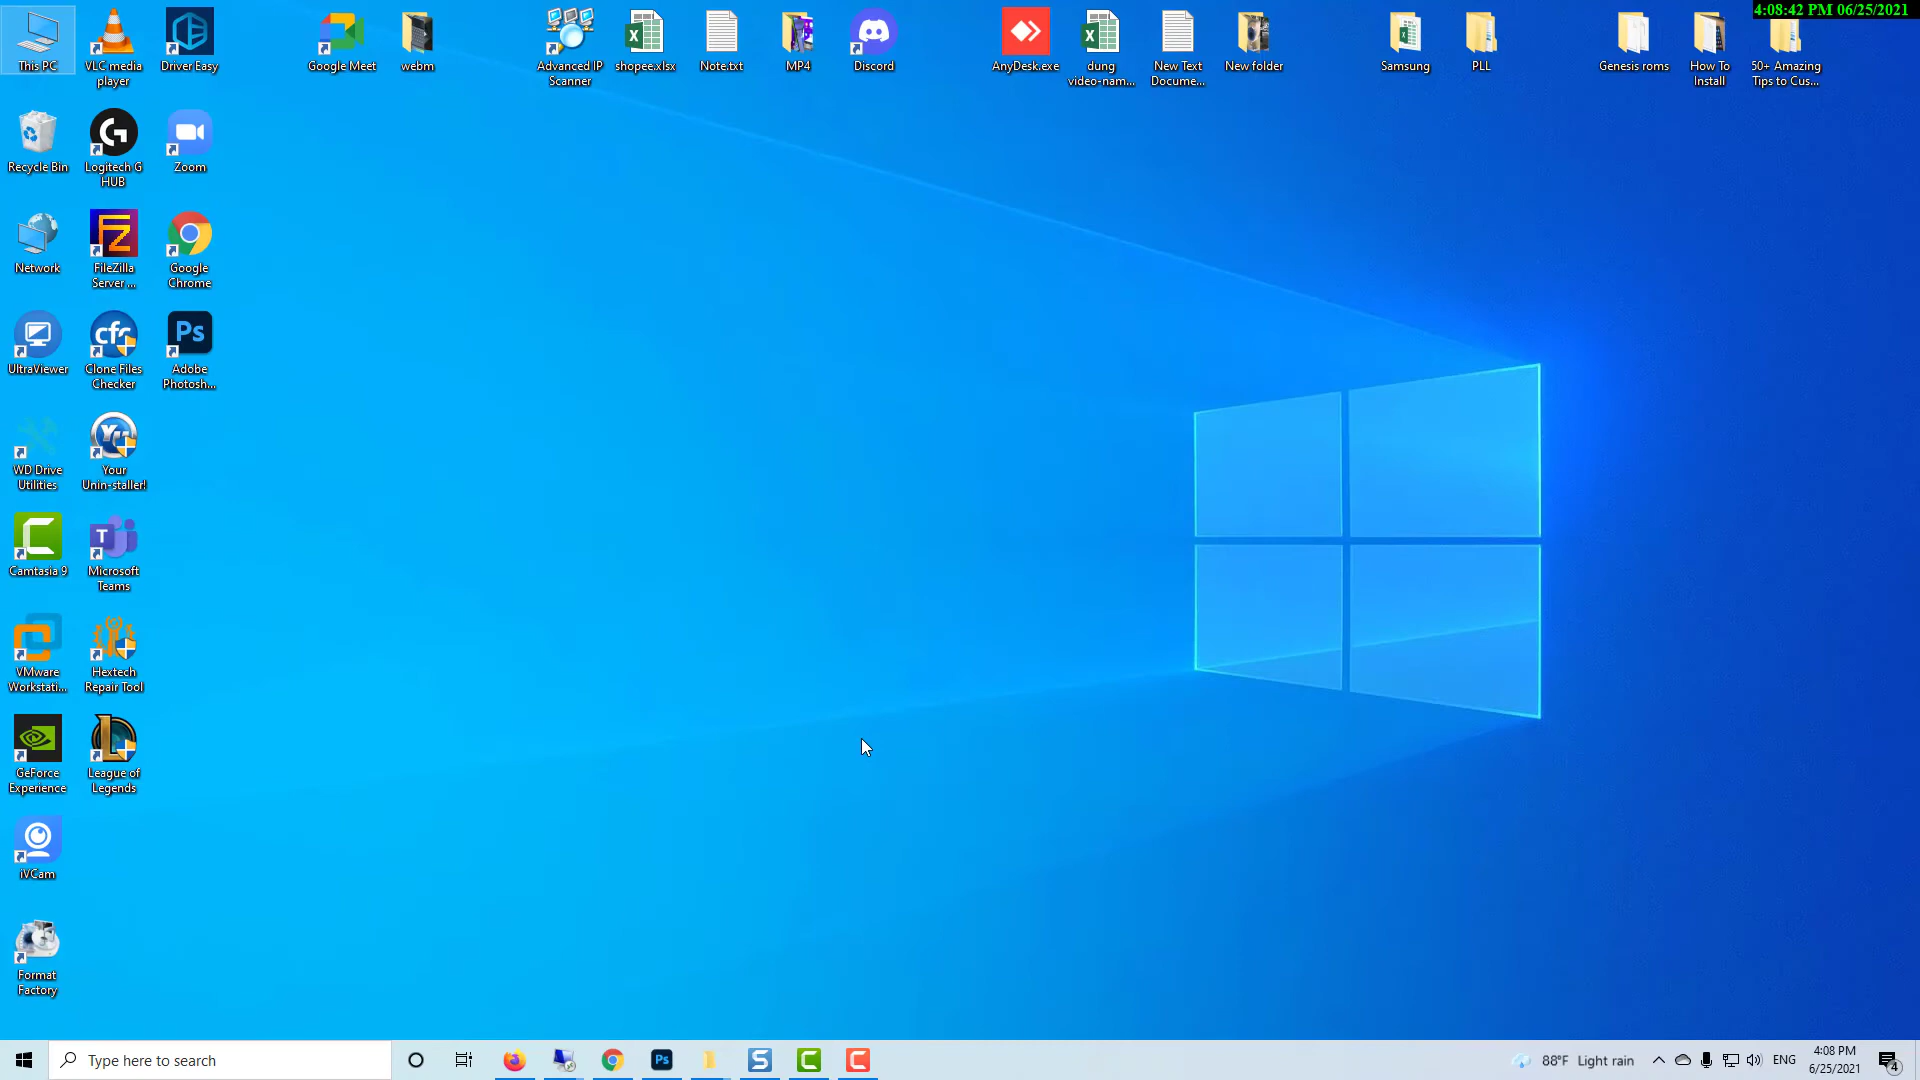 4:08:42 PM 06/25/2021
This PC
VLC media
player
Driver Easy
Google Meet
webm
Advanced IP
Scanner
shopee.xlsx
Note.txt
MP4
Discord
AnyDesk.exe
dung
video-nam...
New Text
Docume...
New folder
Samsung
PLL
Genesis roms
How To
Install
50+ Amazing
Tips to Cus...
Recycle Bin
Logitech G
HUB
Zoom
Network
FileZilla
Server ...
Google
Chrome
UltraViewer
cfc
Clone Files
Checker
Ps
Adobe
Photosh...
WD Drive
Utilities
Your
Unin-staller!
Camtasia 9
T
Microsoft
Teams
VMware
Workstati...
Hextech
Repair Tool
GeForce
Experience
League of
Legends
iVCam
Format
Factory
Type here to search
Ps
88°F Light rain
ENG
4:08 PM
6/25/2021
4